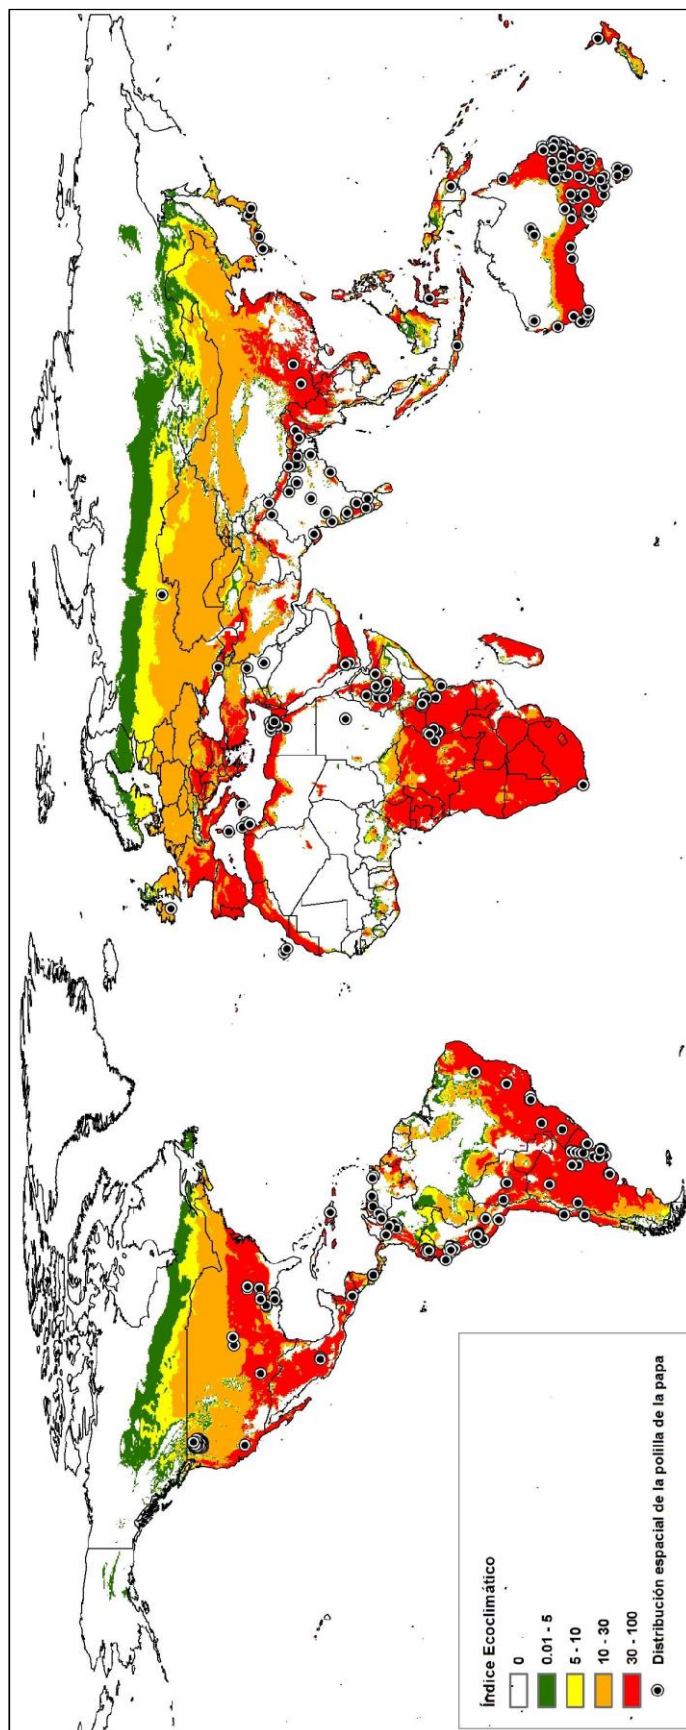 Índice Ecoclimático
0
0.01 - 5
5 - 10
10 - 30
30 - 100
Distribución espacial de la polilla de la papa